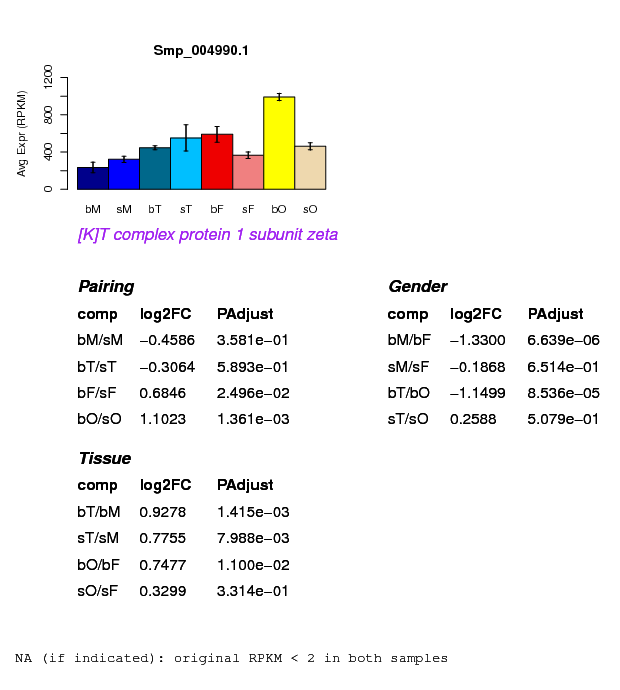 Smp_004990.1
Avg Expr (RPKM)
0 400 800 1200
bM sM bT sT bF sF bO sO
[K]T complex protein 1 subunit zeta
Pairing
comp log2FC PAdjust
bM/sM −0.4586 3.581e−01
bT/sT −0.3064 5.893e−01
bF/sF 0.6846 2.496e−02
bO/sO 1.1023 1.361e−03
Gender
comp log2FC PAdjust
bM/bF −1.3300 6.639e−06
sM/sF −0.1868 6.514e−01
bT/bO −1.1499 8.536e−05
sT/sO 0.2588 5.079e−01
Tissue
comp log2FC PAdjust
bT/bM 0.9278 1.415e−03
sT/sM 0.7755 7.988e−03
bO/bF 0.7477 1.100e−02
sO/sF 0.3299 3.314e−01
NA (if indicated): original RPKM < 2 in both samples